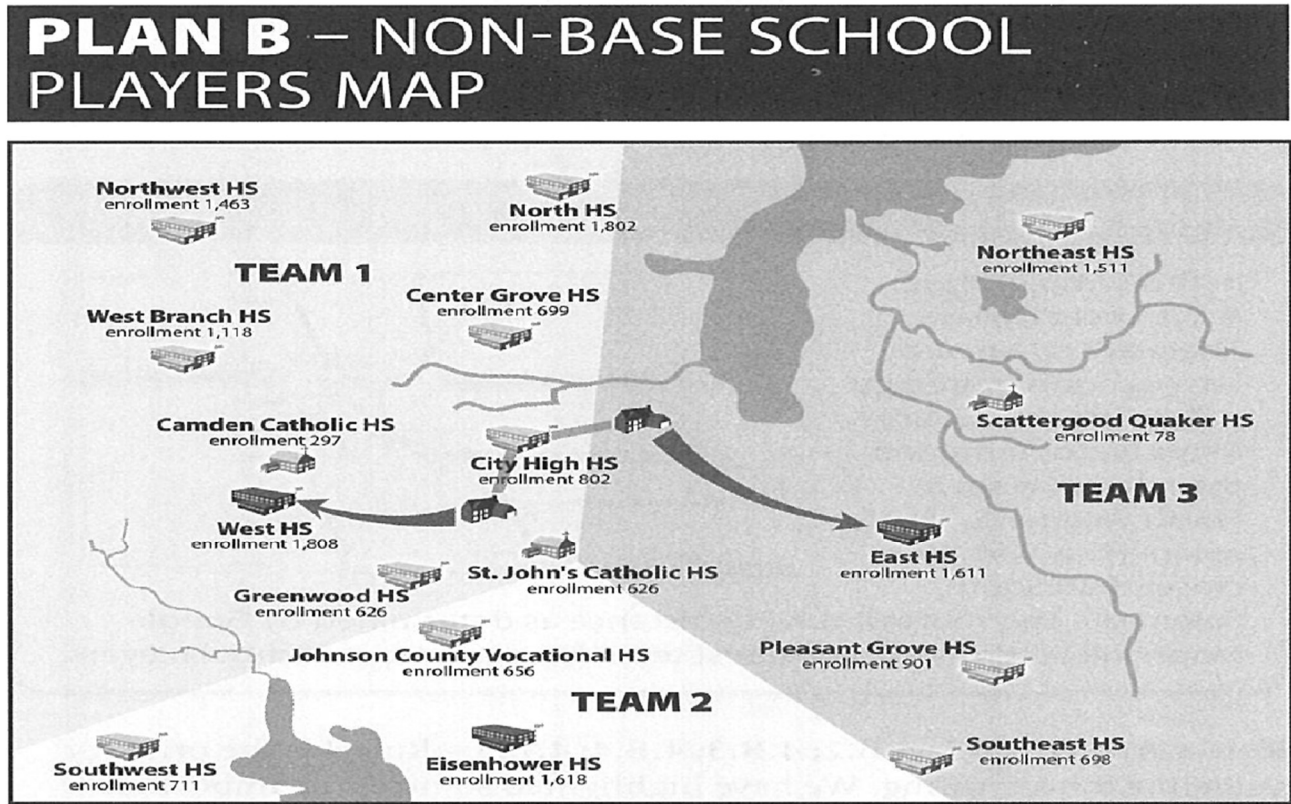 PLAN B – NON-BASE SCHOOL
PLAYERS MAP
Northwest HS
enrollment 1,463
North HS
enrollment 1,802
Northeast HS
enrollment 1,511
TEAM 1
Center Grove HS
enrollment 699
West Branch HS
enrollment 1,118
Camden Catholic HS
enrollment 297
City High HS
enrollment 802
Scattergood Quaker HS
enrollment 78
TEAM 3
West HS
enrollment 1,808
East HS
enrollment 1,611
St. John's Catholic HS
enrollment 626
Greenwood HS
enrollment 626
Johnson County Vocational HS
enrollment 656
Pleasant Grove HS
enrollment 901
TEAM 2
Southwest HS
enrollment 711
Eisenhower HS
enrollment 1,618
Southeast HS
enrollment 698